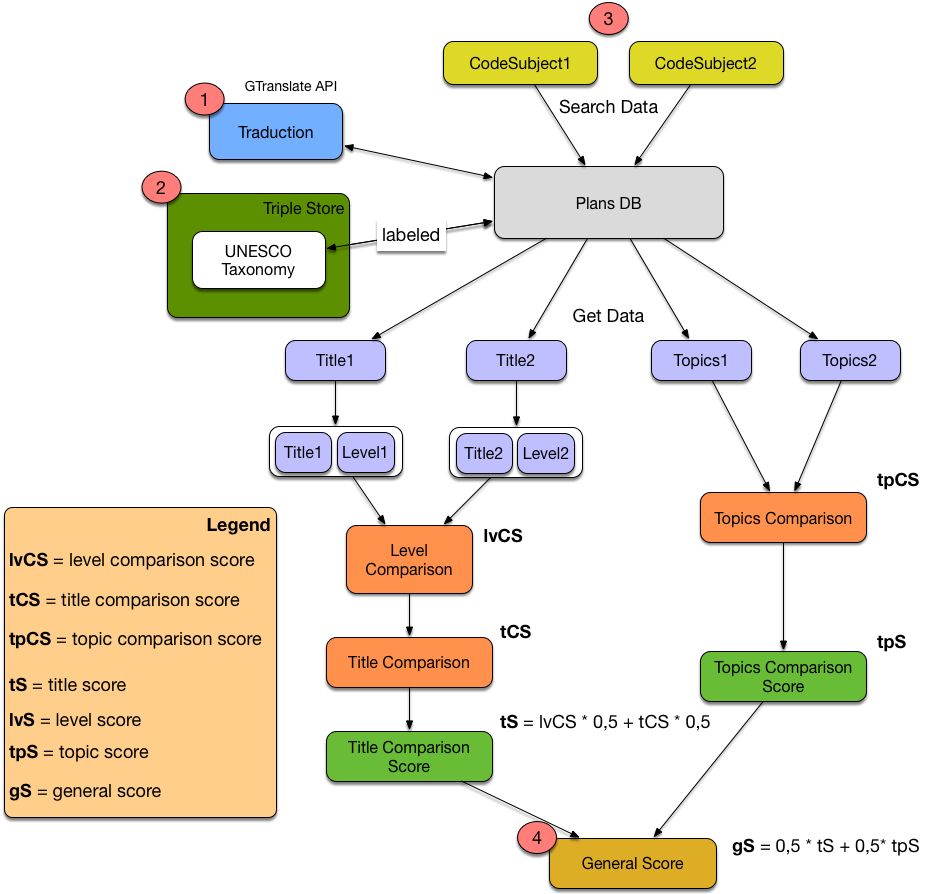 3
CodeSubject1
CodeSubject2
GTranslate API
1
Search Data
Traduction
2
Triple Store
Plans DB
labeled
UNESCO
Taxonomy
Get Data
Title1
Title2
Topics1
Topics2
Title1
Level1
Title2
Level2
tpCS
Topics Comparison
Legend
lvCS = level comparison score
tCS = title comparison score
tpCS = topic comparison score
tS = title score
lvS = level score
tpS = topic score
gS = general score
lvCS
Level
Comparison
tCS
Title Comparison
tpS
Topics Comparison
Score
tS = lvCS * 0,5 + tCS * 0,5
Title Comparison
Score
4
General Score
gS = 0,5 * tS + 0,5* tpS